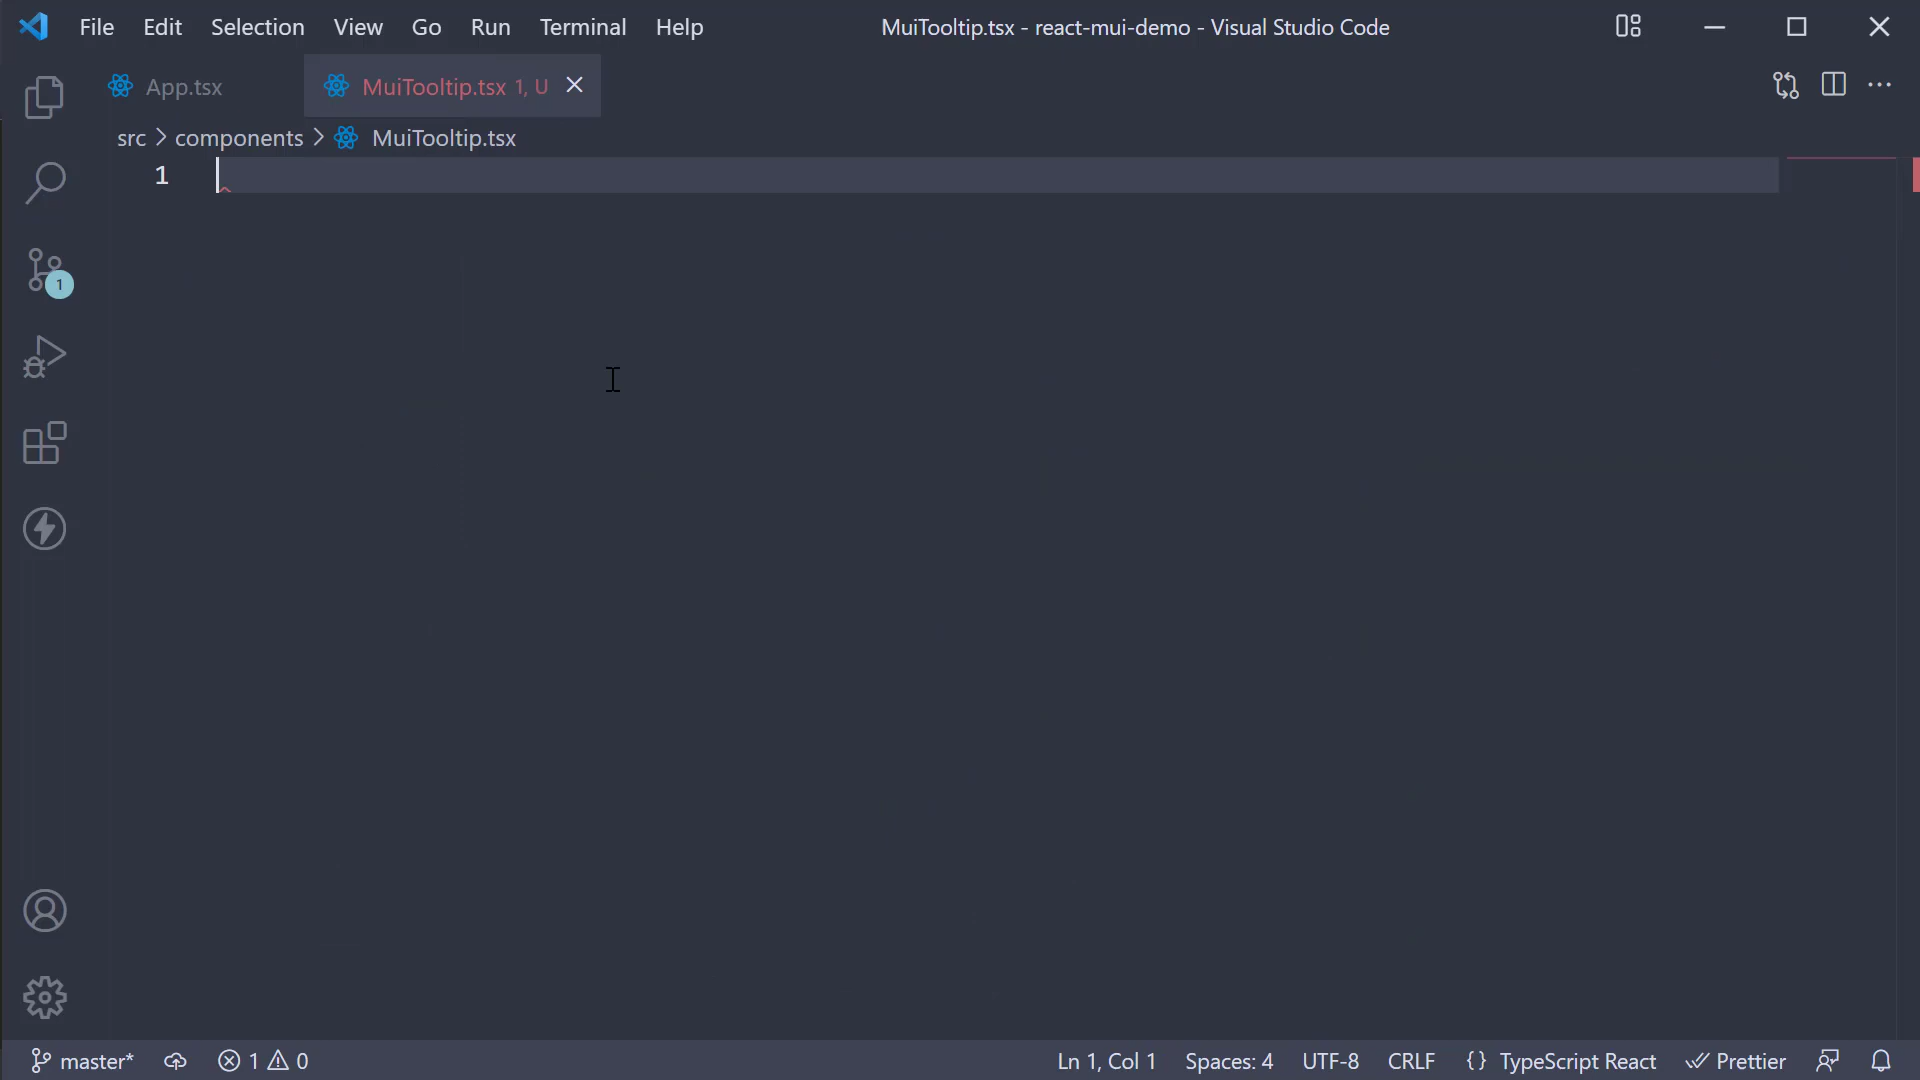 File Edit Selection View Go Run Terminal Help MuiTooltip.tsx - react-mui-demo - Visual Studio Code
App.tsx MuiTooltip.tsx 1, U
src > components > MuiTooltip.tsx
1
1
master* 1 0 Ln 1, Col 1 Spaces: 4 UTF-8 CRLF {} TypeScript React Prettier